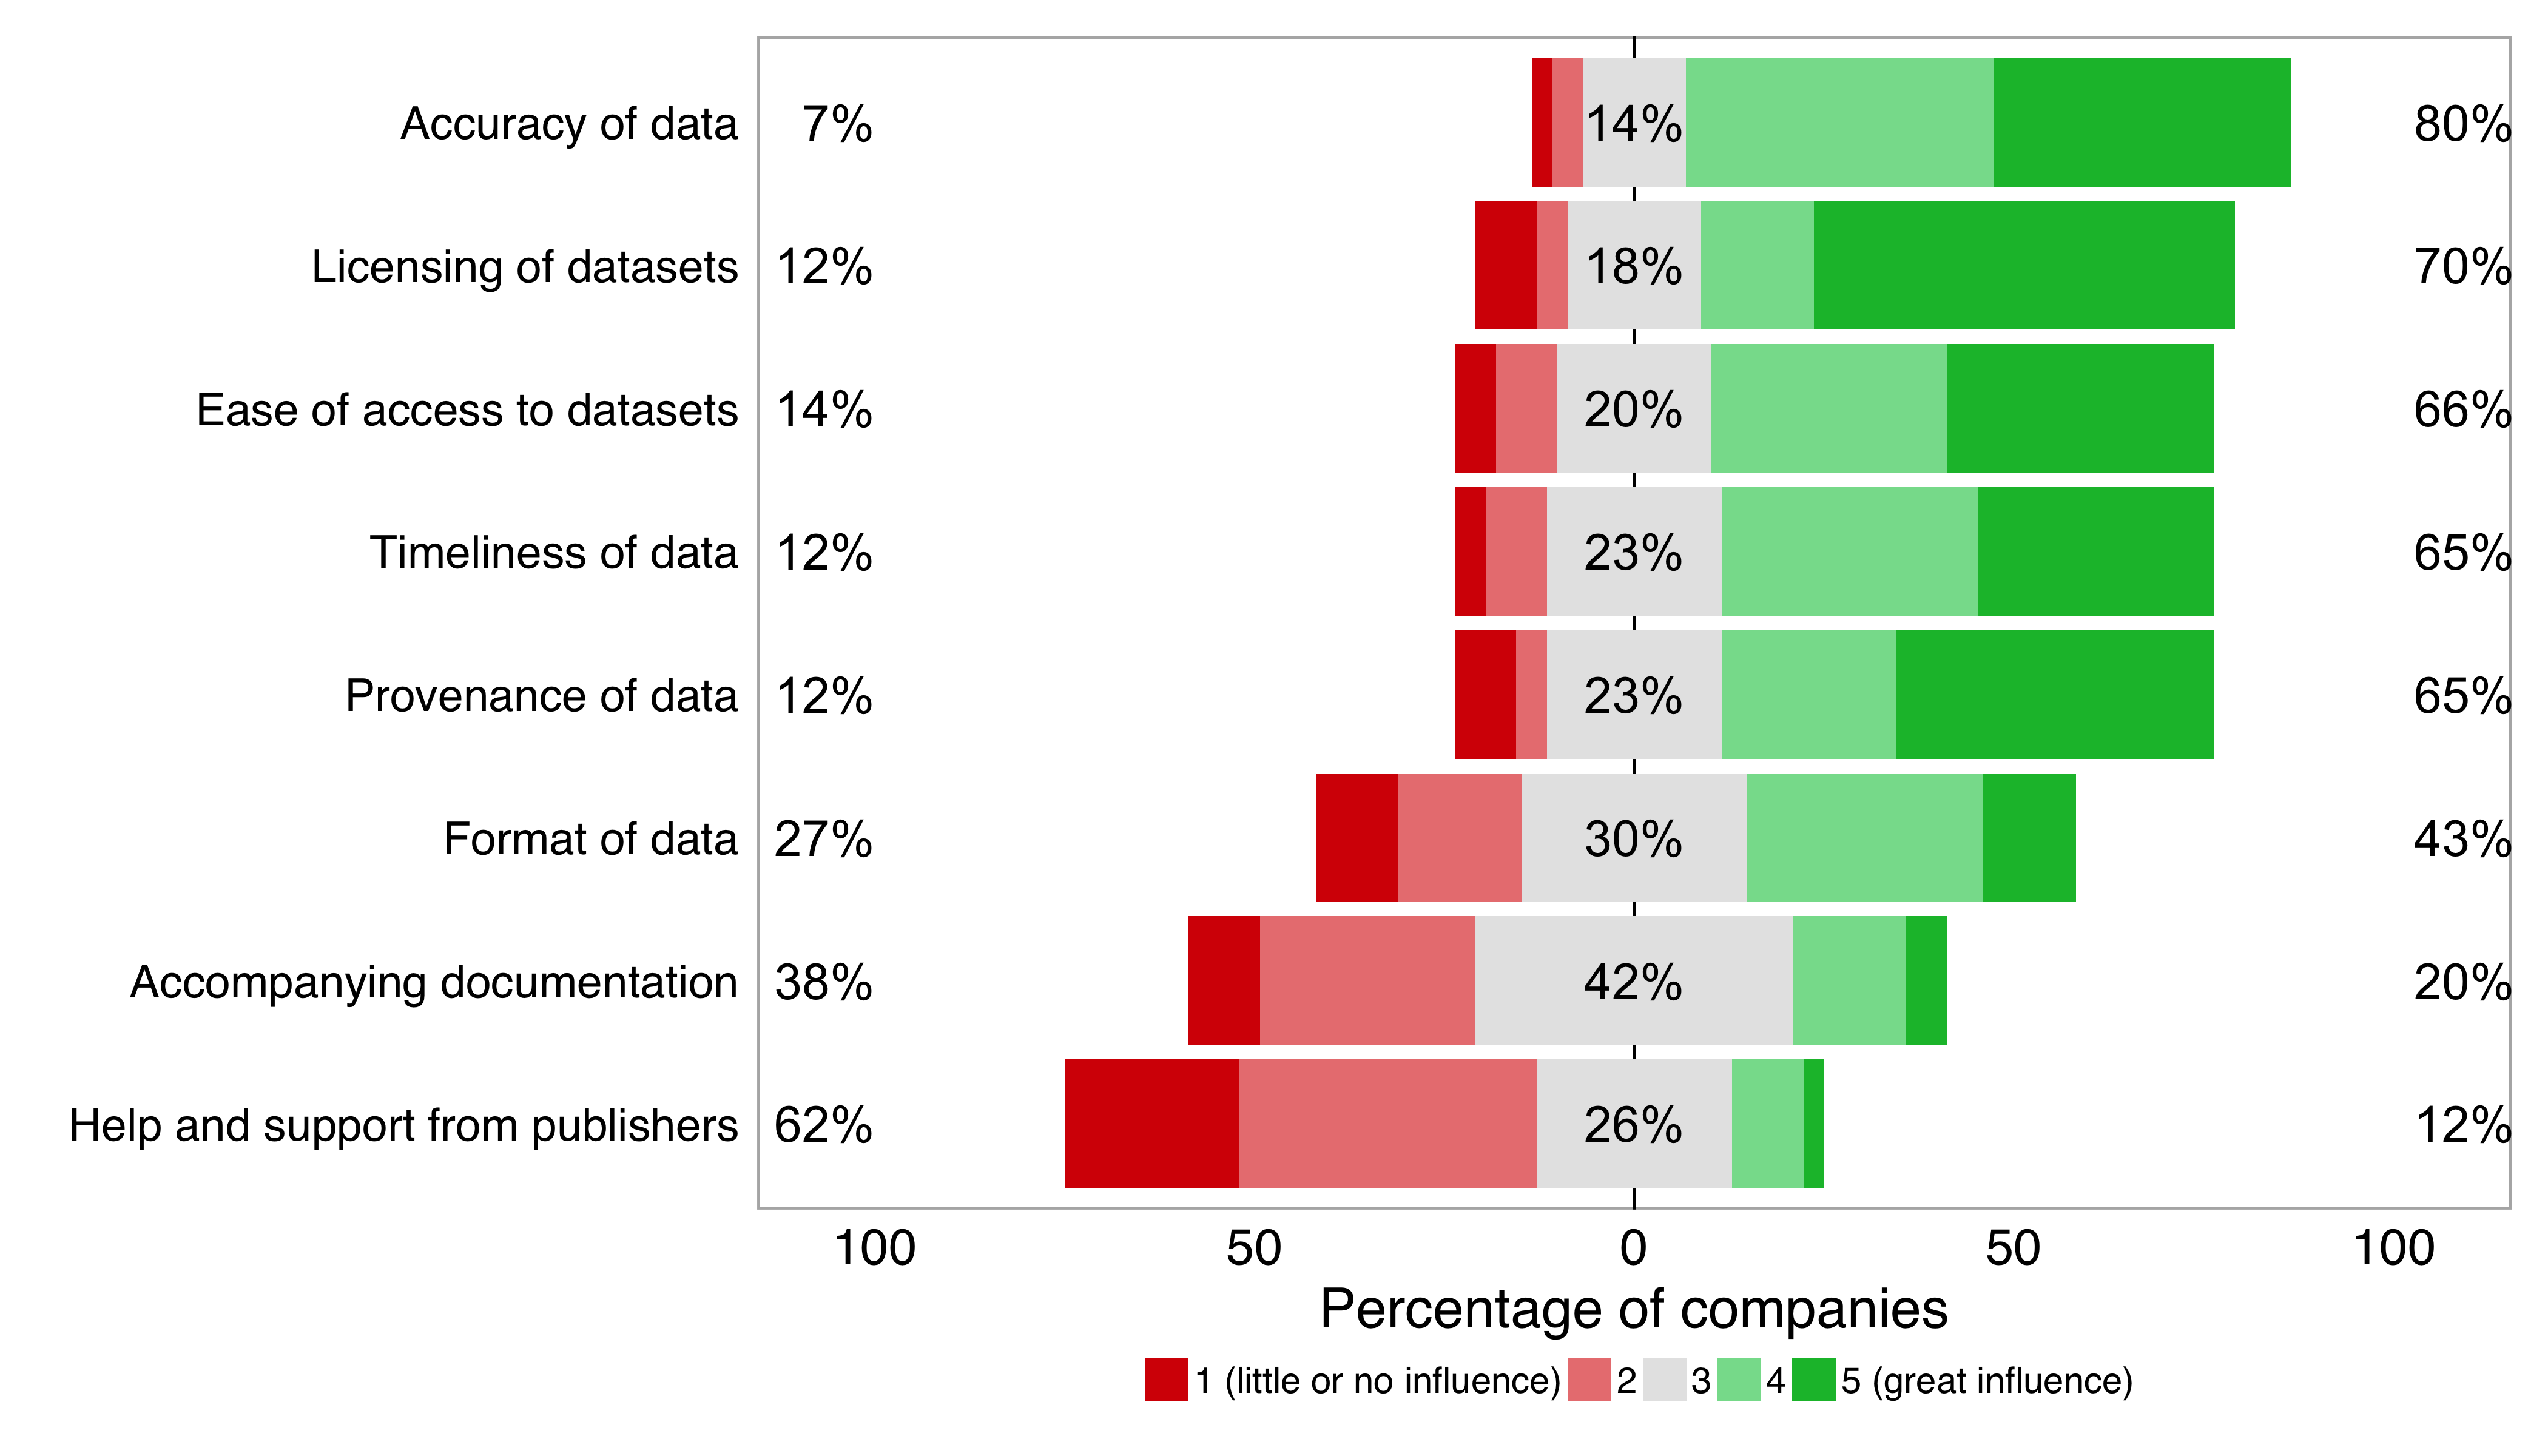 Accuracy of data 7% 14% 80%
Licensing of datasets 12% 18% 70%
Ease of access to datasets 14% 20% 66%
Timeliness of data 12% 23% 65%
Provenance of data 12% 23% 65%
Format of data 27% 30% 43%
Accompanying documentation 38% 42% 20%
Help and support from publishers 62% 26% 12%
100 50 0 50 100
Percentage of companies
1 (little or no influence) 2 3 4 5 (great influence)